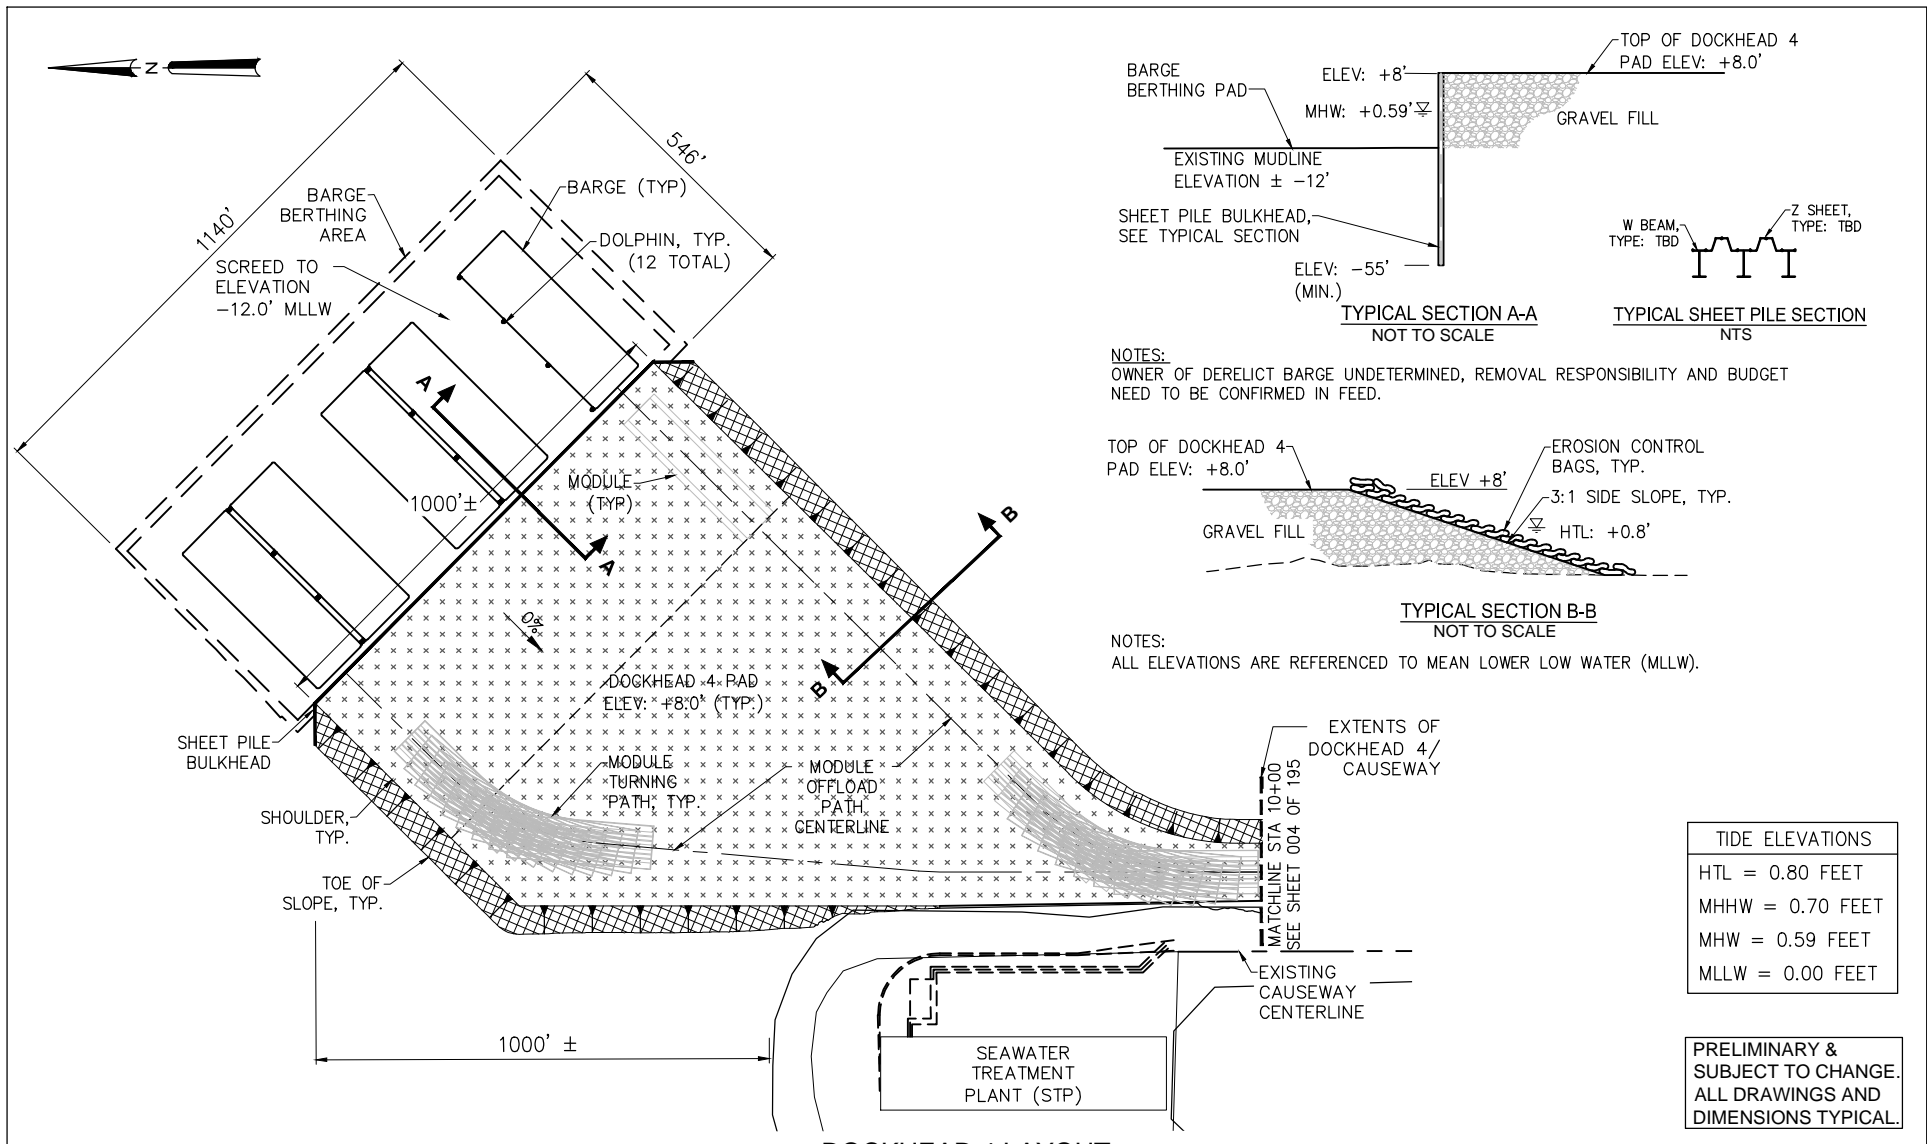 N
1140'
546'
BARGE
BERTHING
AREA
BARGE (TYP)
DOLPHIN, TYP.
(12 TOTAL)
SCREED TO
ELEVATION
-12.0' MLLW
A
A
1000'±
MODULE
(TYP)
B
B
0%
DOCKHEAD 4 PAD
ELEV: +8.0' (TYP.)
SHEET PILE
BULKHEAD
SHOULDER,
TYP.
TOE OF
SLOPE, TYP.
MODULE
TURNING
PATH, TYP.
MODULE
OFFLOAD
PATH
CENTERLINE
1000' ±
EXTENTS OF
DOCKHEAD 4/
CAUSEWAY
MATCHLINE STA 10+00
SEE SHEET 004 OF 195
EXISTING
CAUSEWAY
CENTERLINE
SEAWATER
TREATMENT
PLANT (STP)
BARGE
BERTHING PAD
ELEV: +8'
MHW: +0.59'
TOP OF DOCKHEAD 4
PAD ELEV: +8.0'
GRAVEL FILL
EXISTING MUDLINE
ELEVATION ± -12'
SHEET PILE BULKHEAD,
SEE TYPICAL SECTION
ELEV: -55'
(MIN.)
TYPICAL SECTION A-A
NOT TO SCALE
W BEAM,
TYPE: TBD
Z SHEET,
TYPE: TBD
TYPICAL SHEET PILE SECTION
NTS
NOTES:
OWNER OF DERELICT BARGE UNDETERMINED, REMOVAL RESPONSIBILITY AND BUDGET
NEED TO BE CONFIRMED IN FEED.
TOP OF DOCKHEAD 4
PAD ELEV: +8.0'
ELEV +8'
EROSION CONTROL
BAGS, TYP.
3:1 SIDE SLOPE, TYP.
GRAVEL FILL
HTL: +0.8'
TYPICAL SECTION B-B
NOT TO SCALE
NOTES:
ALL ELEVATIONS ARE REFERENCED TO MEAN LOWER LOW WATER (MLLW).
TIDE ELEVATIONS
HTL = 0.80 FEET
MHHW = 0.70 FEET
MHW = 0.59 FEET
MLLW = 0.00 FEET
PRELIMINARY &
SUBJECT TO CHANGE.
ALL DRAWINGS AND
DIMENSIONS TYPICAL.